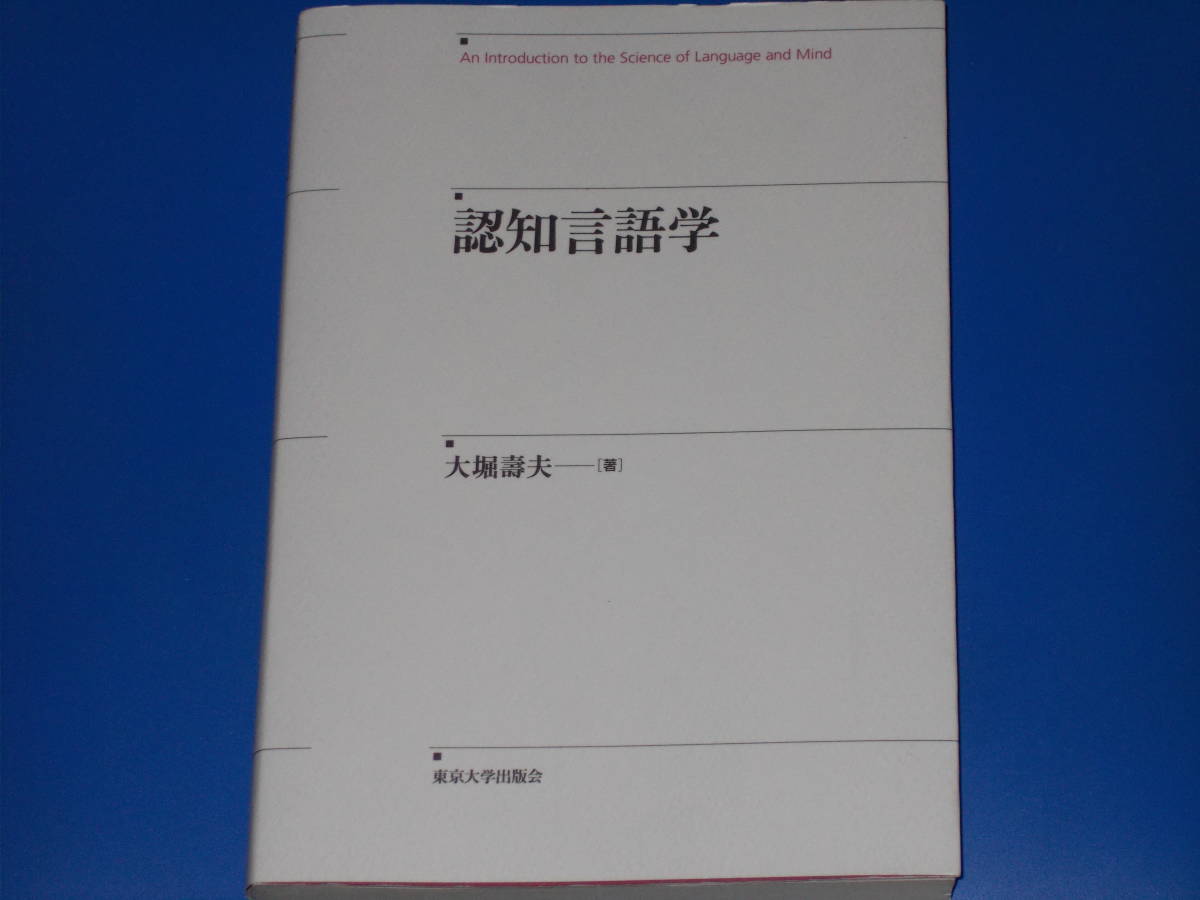 An Introduction to the Science of Language and Mind
認知言語学
大堀壽夫──[著]
東京大学出版会